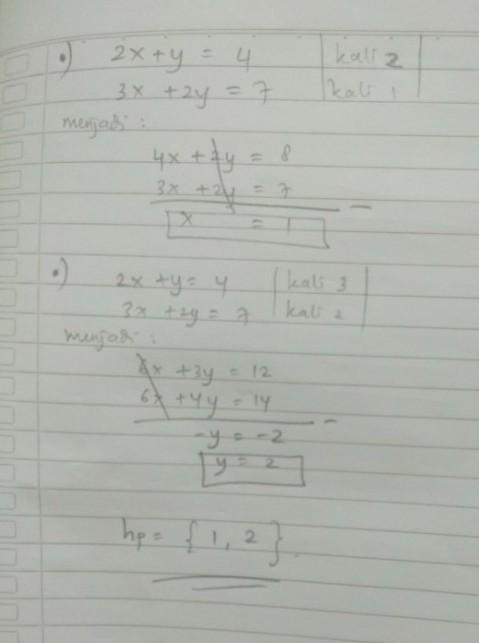 •) 2x + y = 4 | kali 2 |
3x + 2y = 7 | kali 1 |
menjadi :
4x + 2y = 8
3x + 2y = 7
x = 1
•) 2x + y = 4 | kali 3 |
3x + 2y = 7 | kali 2 |
menjadi :
6x + 3y = 12
6x + 4y = 14
-y = -2
y = 2
hp = { 1, 2 }.